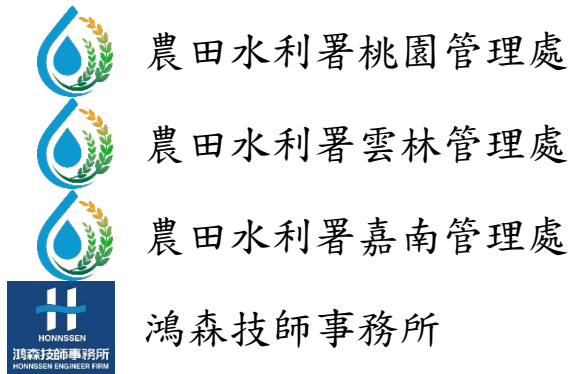 農田水利署桃園管理處
農田水利署雲林管理處
農田水利署嘉南管理處
HONNSSEN
鴻森技師事務所
HONNSSEN ENGINEER FIRM
鴻森技師事務所